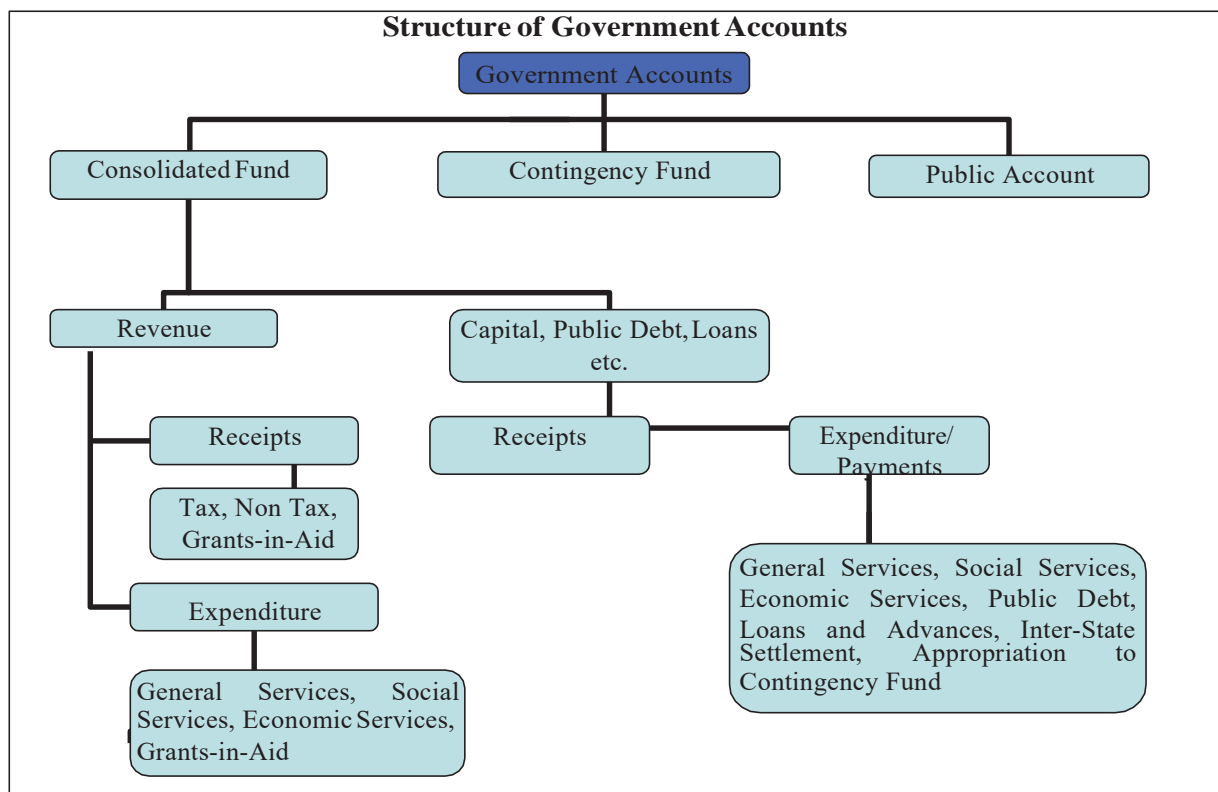 Structure of Government Accounts
Government Accounts
Consolidated Fund
Contingency Fund
Public Account
Revenue
Capital, Public Debt, Loans
etc.
Receipts
Receipts
Expenditure/
Payments
Tax, Non Tax,
Grants-in-Aid
General Services, Social Services,
Economic Services, Public Debt,
Loans and Advances, Inter-State
Settlement, Appropriation to
Contingency Fund
Expenditure
General Services, Social
Services, Economic Services,
Grants-in-Aid